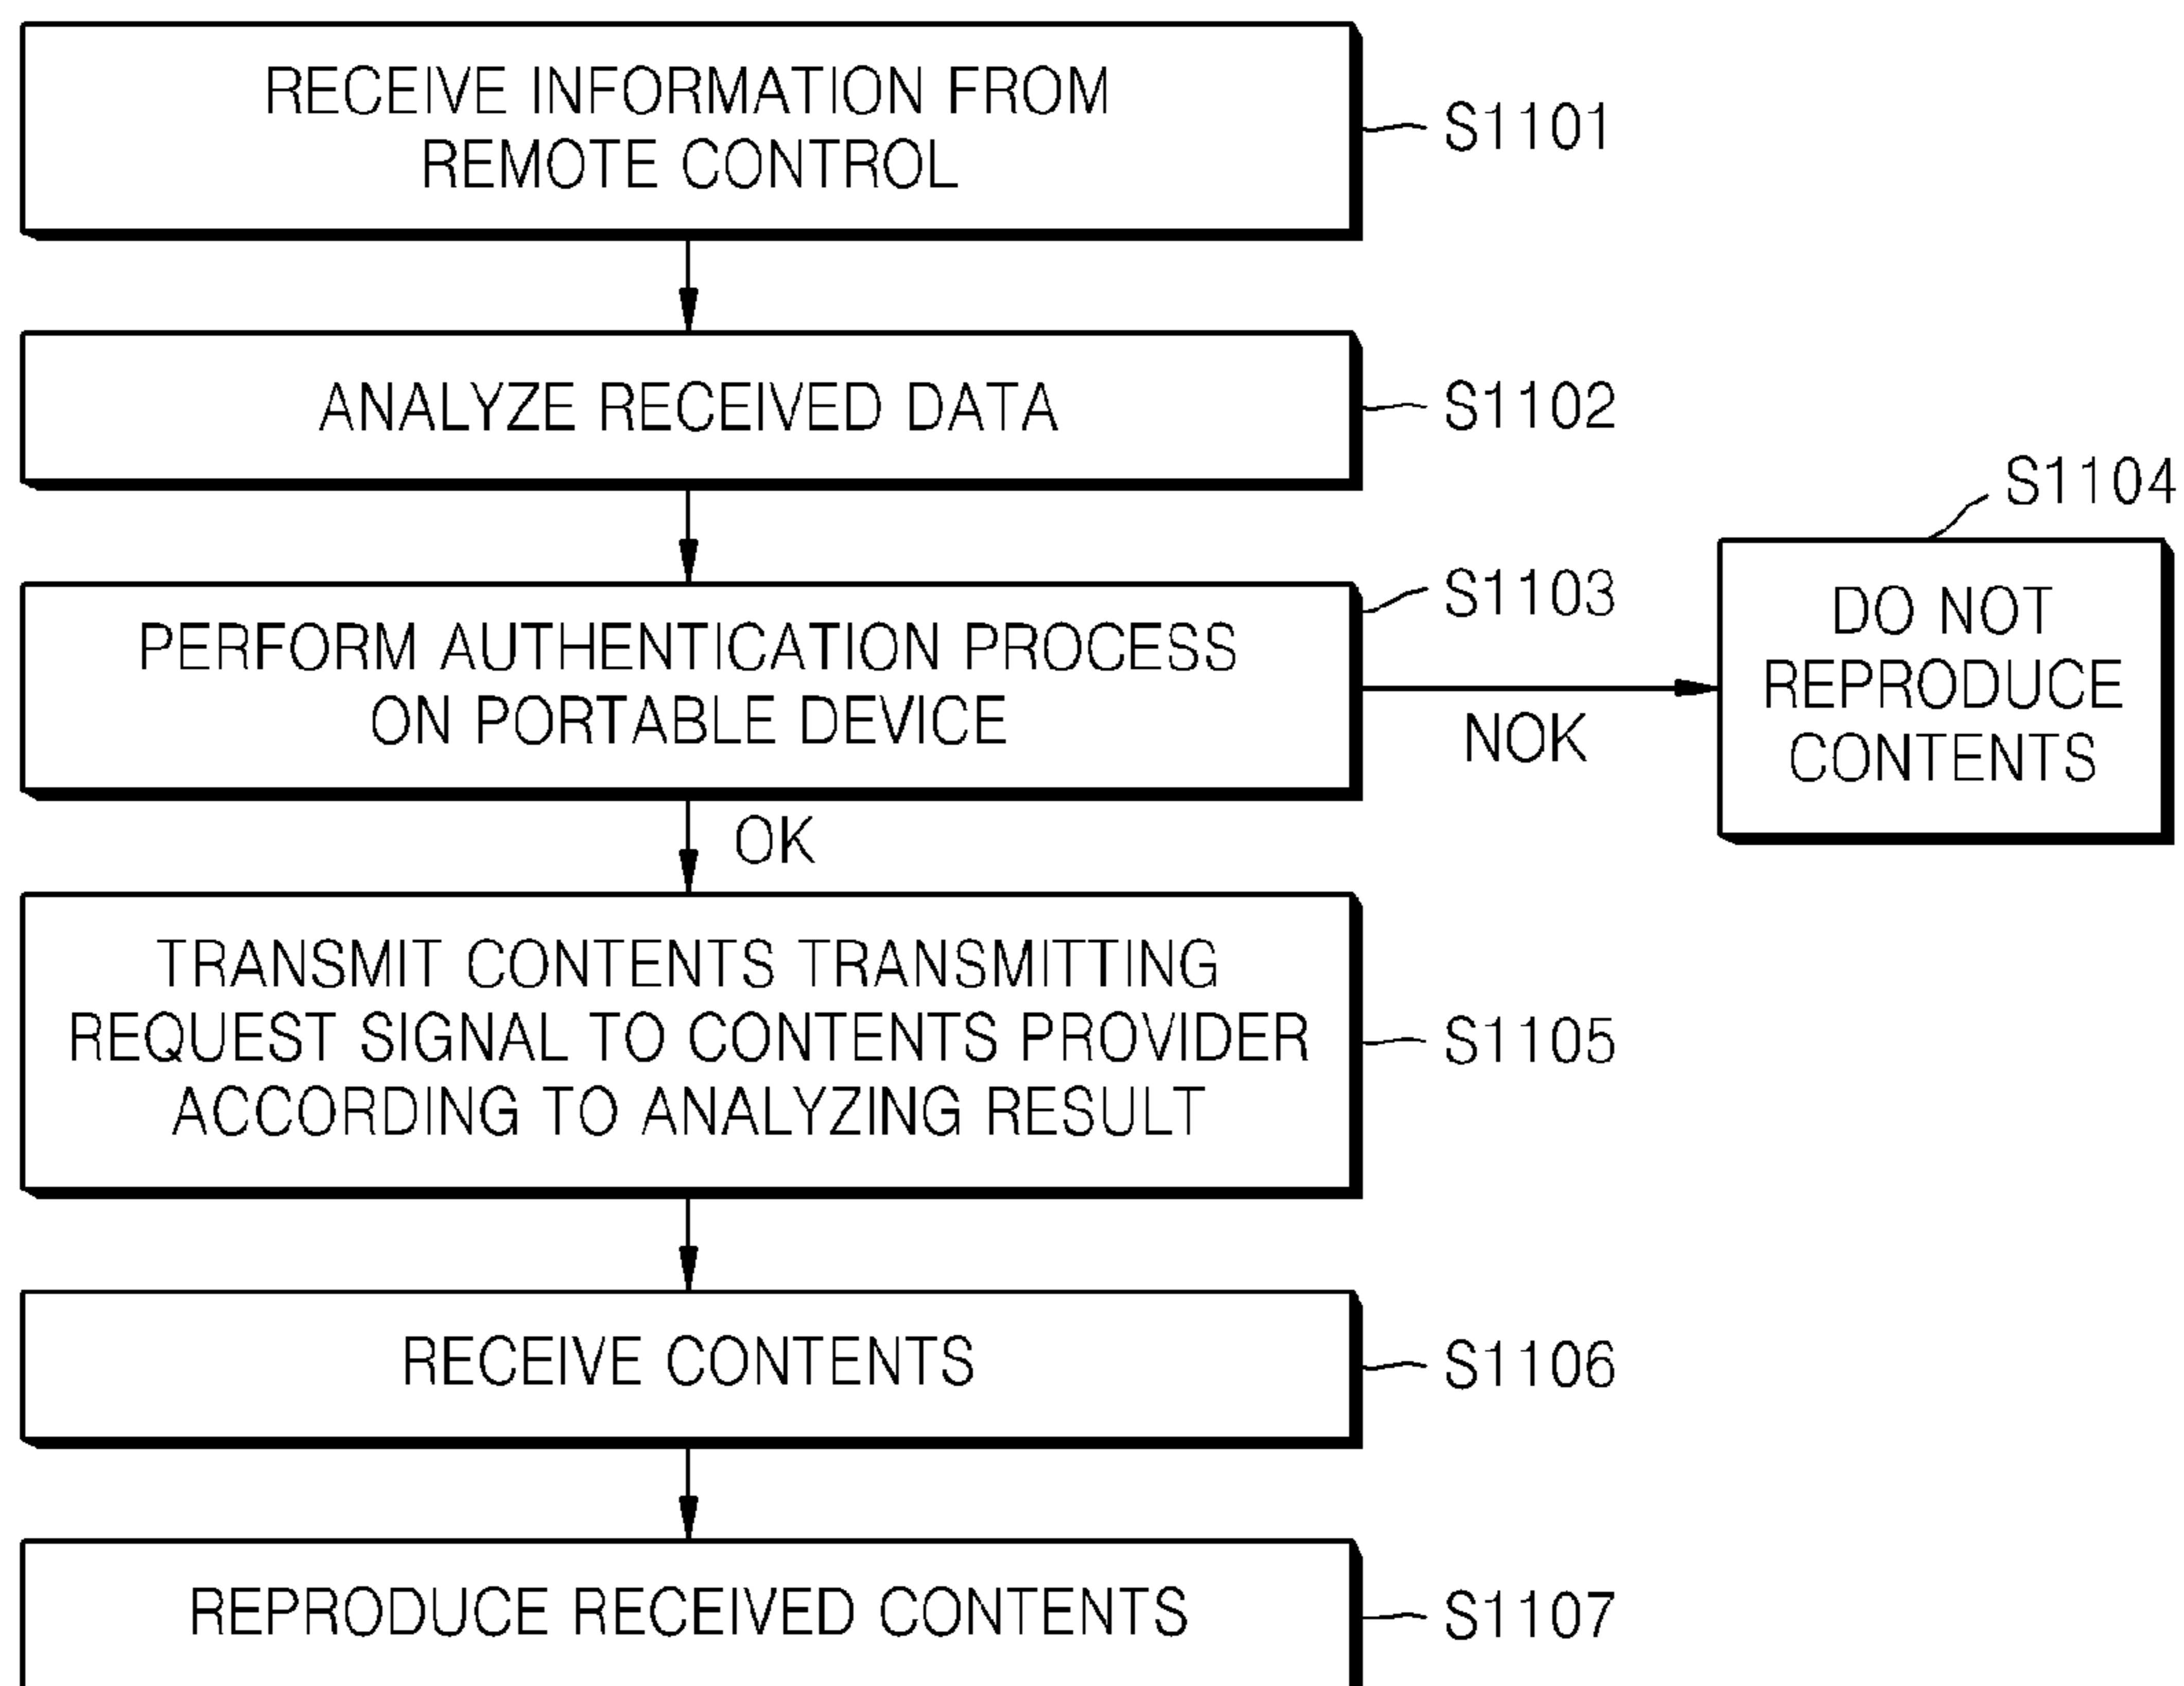 RECEIVE INFORMATION FROM
REMOTE CONTROL
S1101
ANALYZE RECEIVED DATA
S1102
S1104
PERFORM AUTHENTICATION PROCESS
ON PORTABLE DEVICE
S1103
DO NOT
REPRODUCE
CONTENTS
NOK
OK
TRANSMIT CONTENTS TRANSMITTING
REQUEST SIGNAL TO CONTENTS PROVIDER
ACCORDING TO ANALYZING RESULT
S1105
RECEIVE CONTENTS
S1106
REPRODUCE RECEIVED CONTENTS
S1107